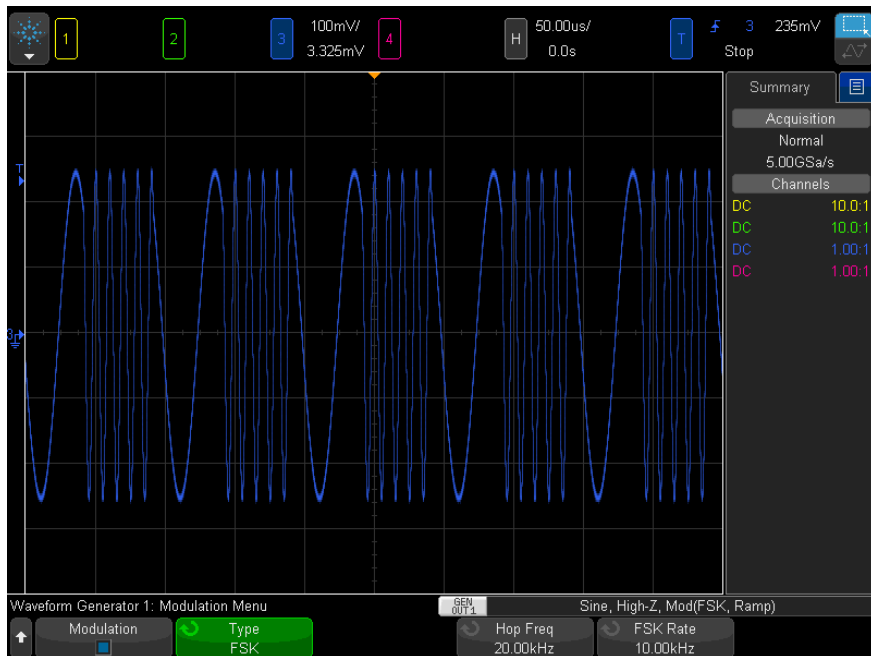 1
2
3
100mV/
3.325mV/
4
H
50.00us/
0.0s
T
3
235mV
Stop
Summary
Acquisition
Normal
5.00GSa/s
Channels
DC 10.0:1
DC 10.0:1
DC 1.00:1
DC 1.00:1
T
3
Waveform Generator 1: Modulation Menu
GEN
OUT1
Sine, High-Z, Mod(FSK, Ramp)
Modulation
Type
FSK
Hop Freq
20.00kHz
FSK Rate
10.00kHz